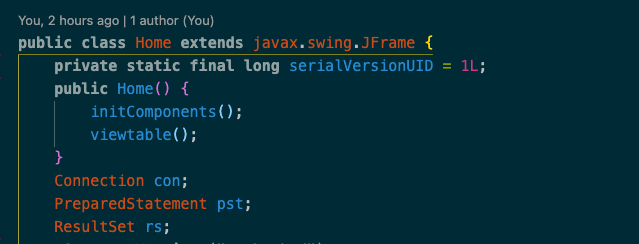 You, 2 hours ago | 1 author (You)
public class Home extends javax.swing.JFrame {
private static final long serialVersionUID = 1L;
public Home() {
initComponents();
viewtable();
}
Connection con;
PreparedStatement pst;
ResultSet rs;